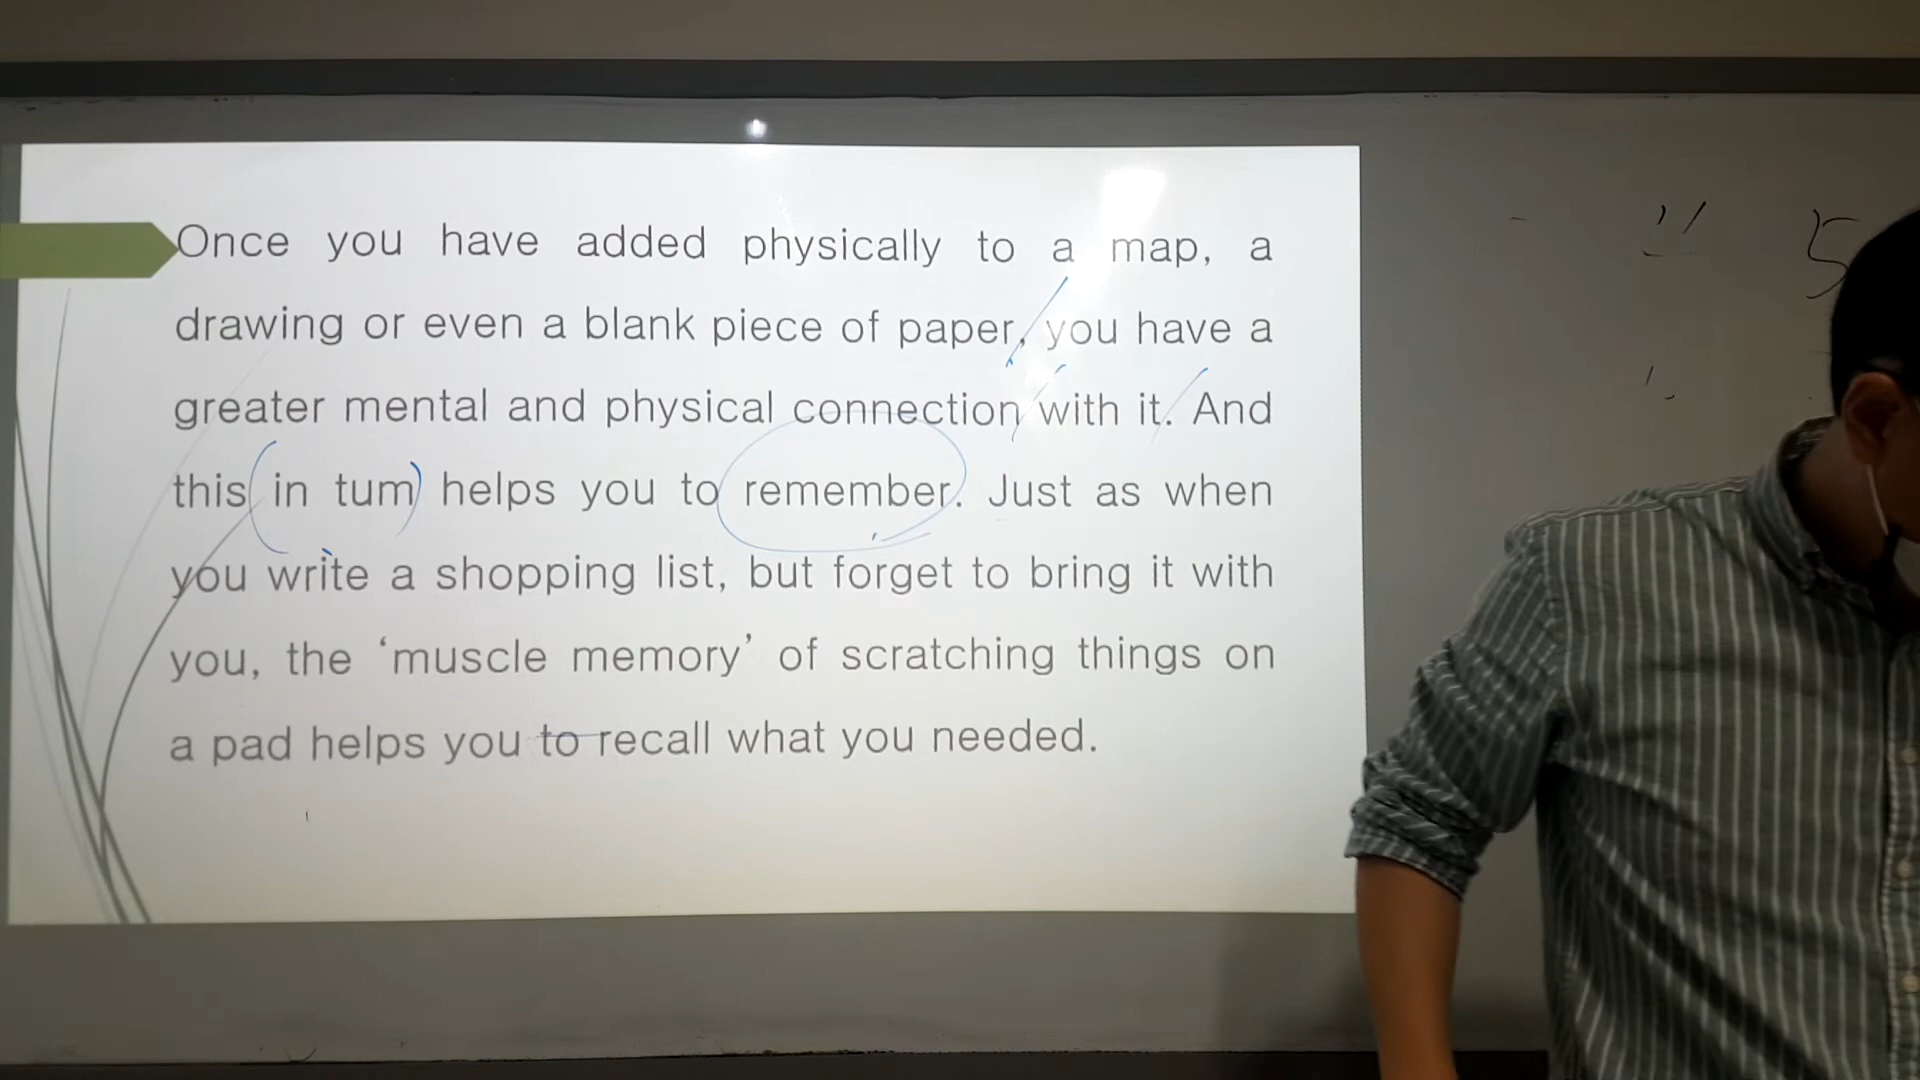 Once you have added physically to a map, a
drawing or even a blank piece of paper, you have a
greater mental and physical connection with it. And
this in tum helps you to remember. Just as when
you write a shopping list, but forget to bring it with
you, the ‘muscle memory’ of scratching things on
a pad helps you to recall what you needed.
5